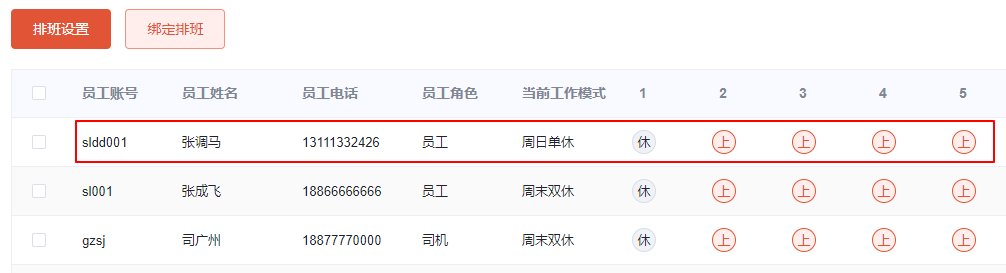 排班设置 绑定排班
员工账号 员工姓名 员工电话 员工角色 当前工作模式 1 2 3 4 5
sldd001 张调马 13111332426 员工 周日单休 休 上 上 上 上
sl001 张成飞 18866666666 员工 周末双休 休 上 上 上 上
gzsj 司广州 18877770000 司机 周末双休 休 上 上 上 上